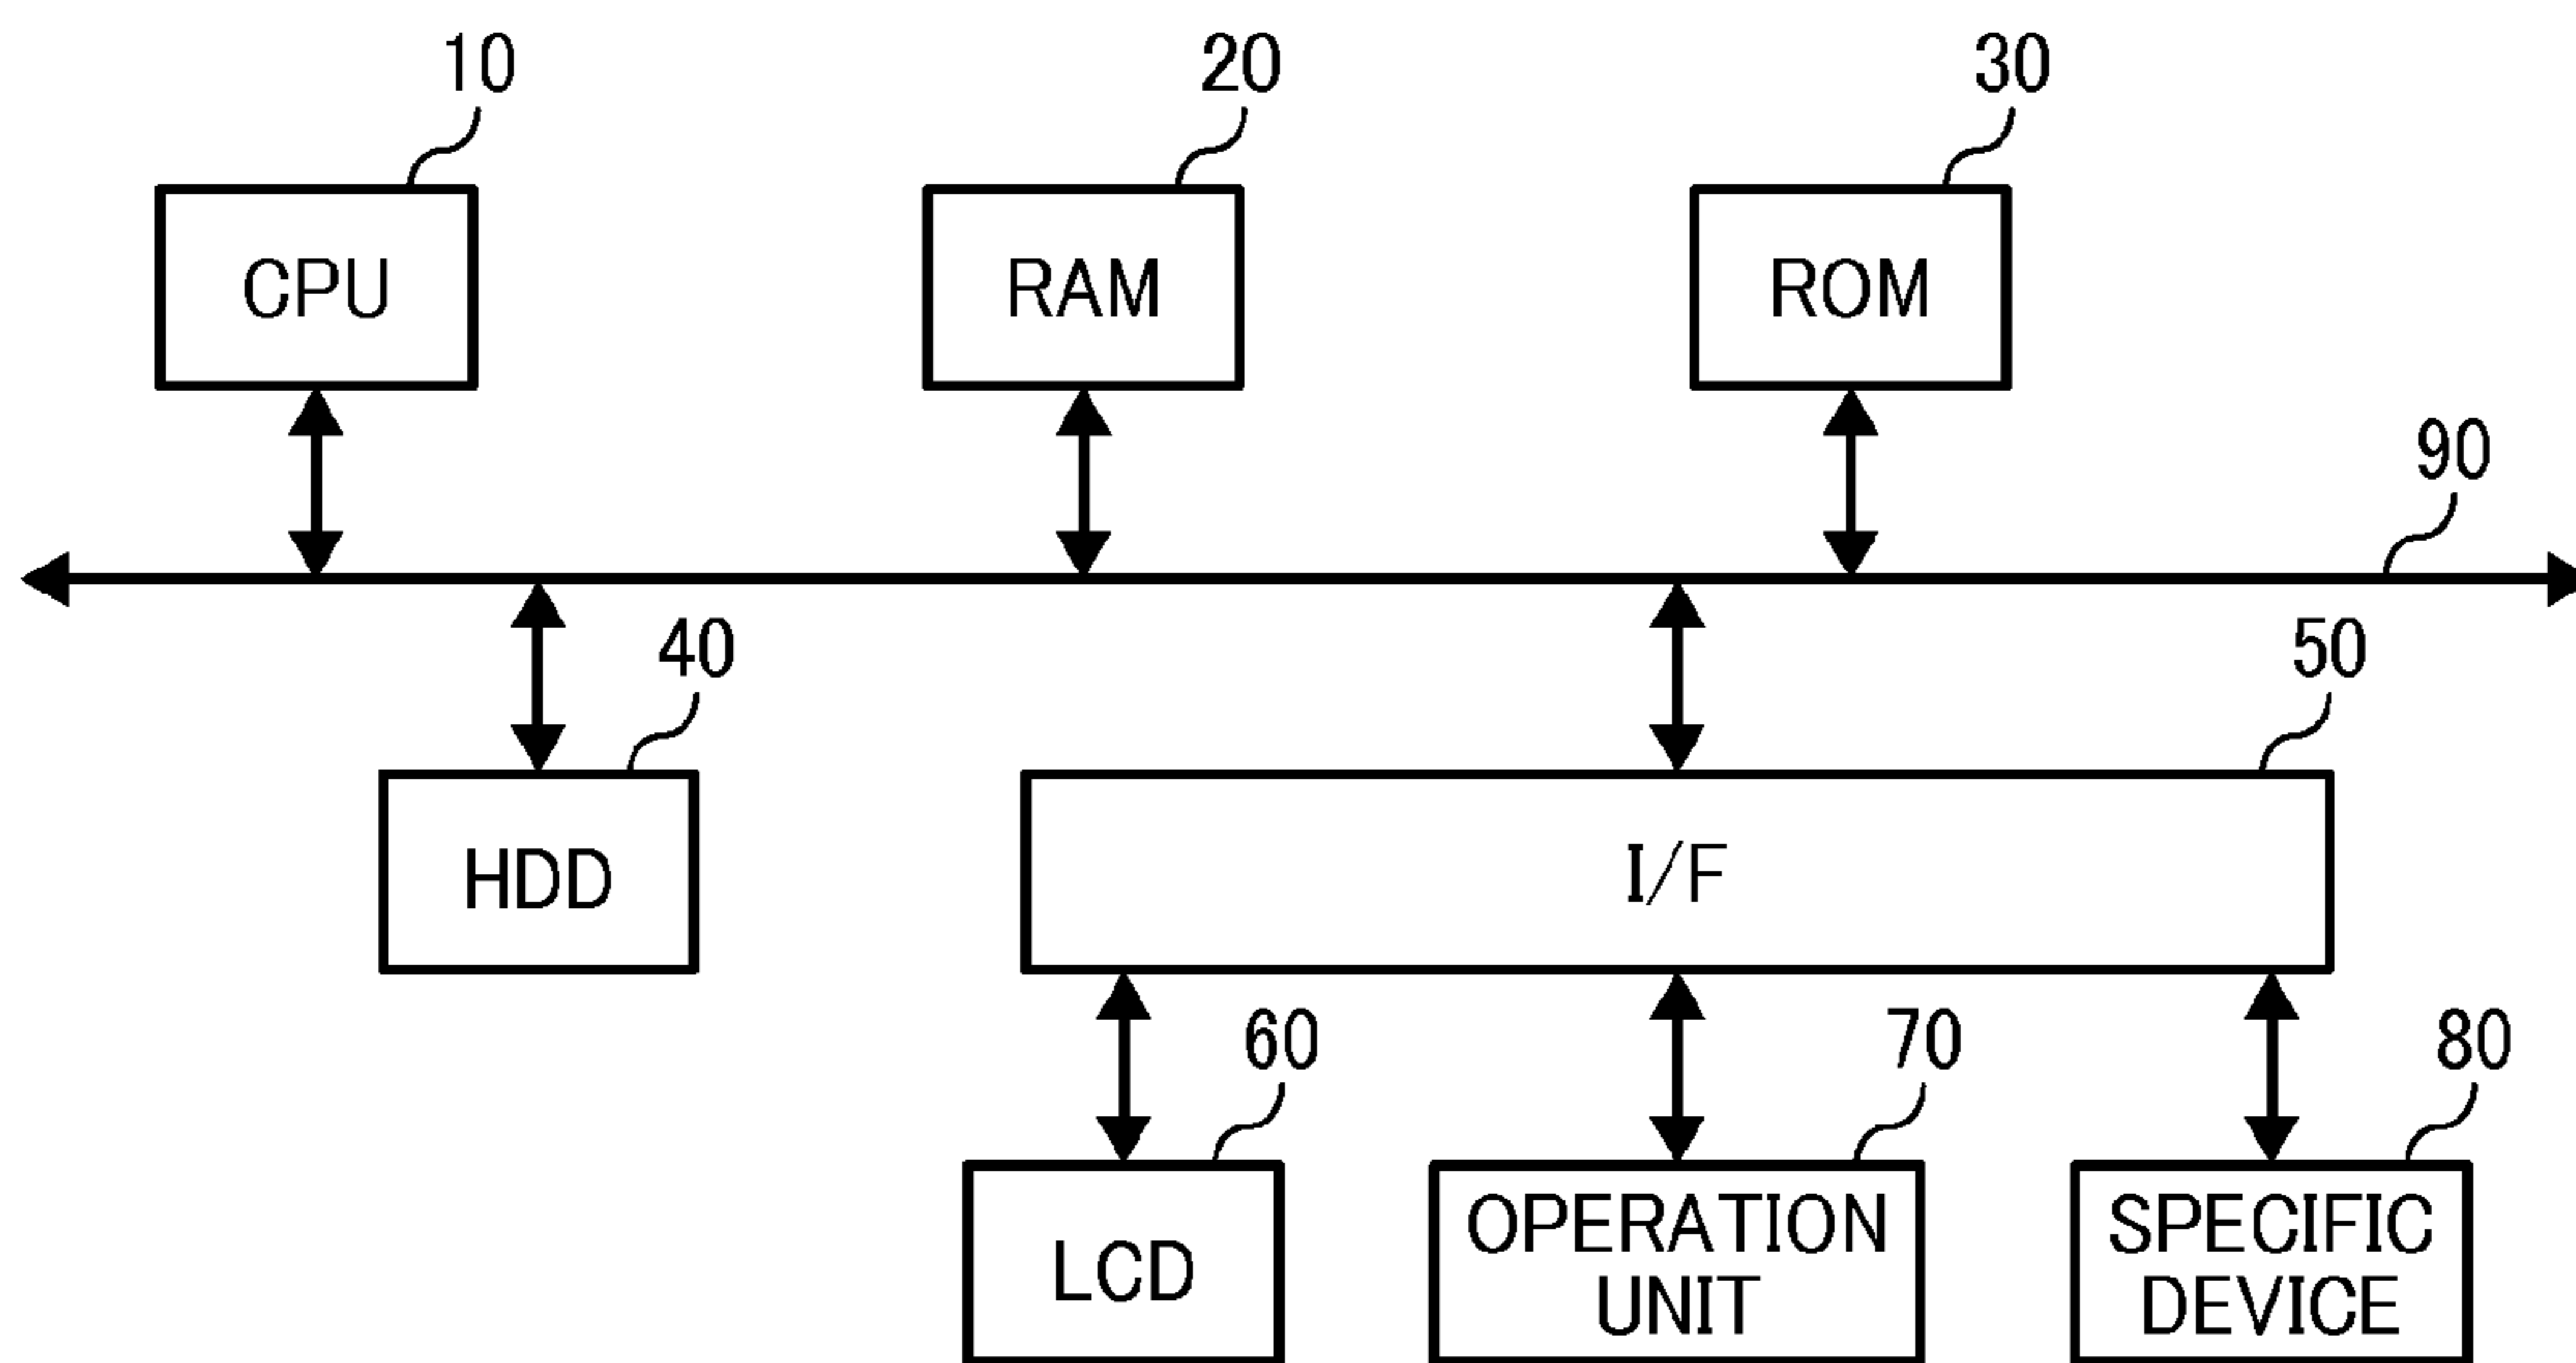 10
20
30
CPU
RAM
ROM
90
40
50
HDD
I/F
60
70
80
LCD
OPERATION
UNIT
SPECIFIC
DEVICE